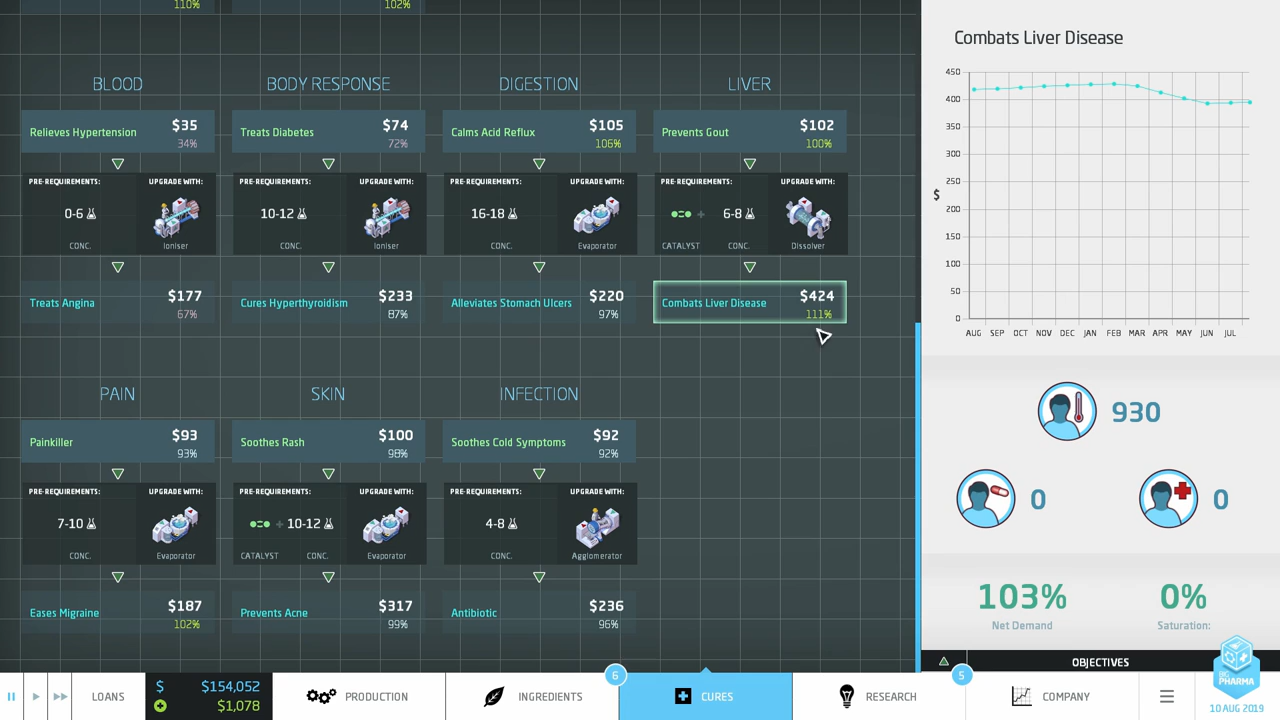 110%
102%
BLOOD
BODY RESPONSE
DIGESTION
LIVER
Relieves Hypertension $35
34%
Treats Diabetes $74
72%
Calms Acid Reflux $105
106%
Prevents Gout $102
100%
PRE-REQUIREMENTS: UPGRADE WITH:
0-6
CONC. Ioniser
PRE-REQUIREMENTS: UPGRADE WITH:
10-12
CONC. Ioniser
PRE-REQUIREMENTS: UPGRADE WITH:
16-18
CONC. Evaporator
PRE-REQUIREMENTS: UPGRADE WITH:
+ 6-8
CATALYST CONC. Dissolver
Treats Angina $177
67%
Cures Hyperthyroidism $233
87%
Alleviates Stomach Ulcers $220
97%
Combats Liver Disease $424
111%
PAIN
SKIN
INFECTION
Painkiller $93
93%
Soothes Rash $100
98%
Soothes Cold Symptoms $92
92%
PRE-REQUIREMENTS: UPGRADE WITH:
7-10
CONC. Evaporator
PRE-REQUIREMENTS: UPGRADE WITH:
+ 10-12
CATALYST CONC. Evaporator
PRE-REQUIREMENTS: UPGRADE WITH:
4-8
CONC. Agglomerator
Eases Migraine $187
102%
Prevents Acne $317
99%
Antibiotic $236
96%
Combats Liver Disease
450
400
350
300
250
$
200
150
100
50
0
AUG SEP OCT NOV DEC JAN FEB MAR APR MAY JUN JUL
930
0
0
103%
Net Demand
0%
Saturation:
OBJECTIVES
LOANS
$ $154,052
$1,078
PRODUCTION
6
INGREDIENTS
CURES
RESEARCH
5
COMPANY
BIG
PHARMA
10 AUG 2019